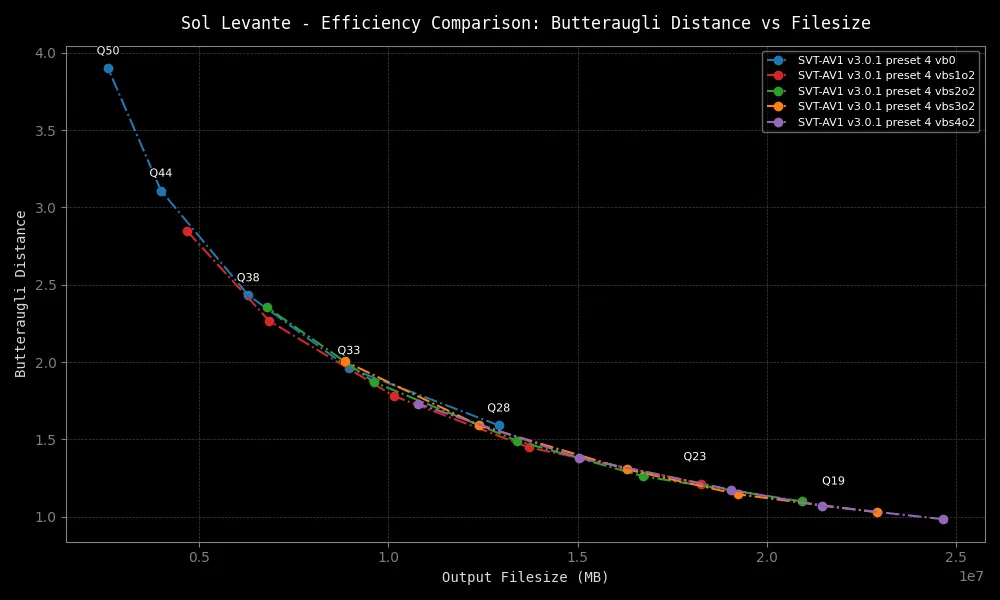 Sol Levante - Efficiency Comparison: Butteraugli Distance vs Filesize
SVT-AV1 v3.0.1 preset 4 vb0
SVT-AV1 v3.0.1 preset 4 vbs1o2
SVT-AV1 v3.0.1 preset 4 vbs2o2
SVT-AV1 v3.0.1 preset 4 vbs3o2
SVT-AV1 v3.0.1 preset 4 vbs4o2
Q50
Q44
Q38
Q33
Q28
Q23
Q19
Butteraugli Distance
4.0
3.5
3.0
2.5
2.0
1.5
1.0
0.5
1.0
1.5
2.0
2.5
1e7
Output Filesize (MB)